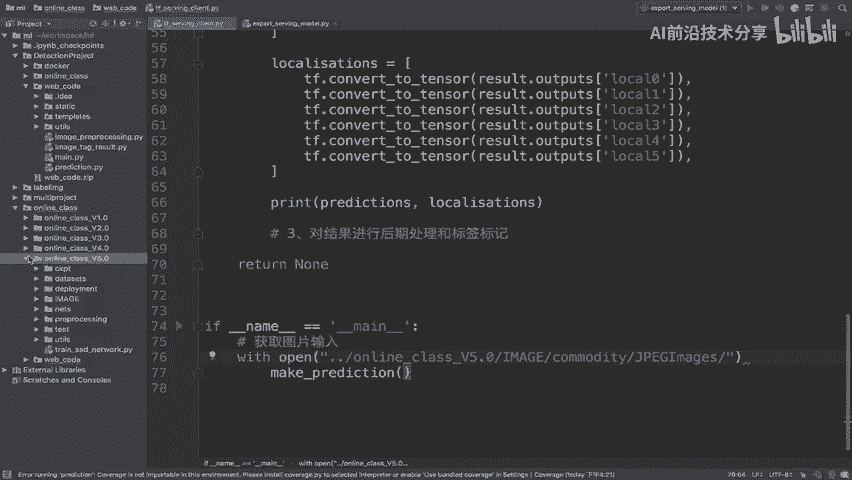 ml
online_class
web_code
tf_serving_client.py
export_serving_model (1)
Project
tf_serving_client.py
export_serving_model.py
AI前沿技术分享
bilibili
ml
.ipynb_checkpoints
DetectionProject
docker
online_class
web_code
.idea
static
templates
utils
image_preprocessing.py
image_tag_result.py
main.py
prediction.py
web_code.zip
labelimg
multiproject
online_class
online_class_V1.0
online_class_V2.0
online_class_V3.0
online_class_V4.0
online_class_V5.0
ckpt
datasets
deployment
IMAGE
nets
preprocessing
test
utils
train_ssd_network.py
web_code
External Libraries
Scratches and Consoles
55 ]
56
57 localisations = [
58 tf.convert_to_tensor(result.outputs['local0']),
59 tf.convert_to_tensor(result.outputs['local1']),
60 tf.convert_to_tensor(result.outputs['local2']),
61 tf.convert_to_tensor(result.outputs['local3']),
62 tf.convert_to_tensor(result.outputs['local4']),
63 tf.convert_to_tensor(result.outputs['local5']),
64 ]
65
66 print(predictions, localisations)
67
68 # 3、对结果进行后期处理和标签标记
69
70 return None
71
72
73
74 if __name__ == '__main__':
75 # 获取图片输入
76 with open("../online_class_V5.0/IMAGE/commodity/JPEGImages/")
77 make_prediction()
78
if __name__ == '__main__' with open("../online_class_V5.0...
Error running 'prediction': Coverage is not importable in this environment. Please install coverage.py to selected interpreter or enable 'Use bundled coverage' in Settings | Coverage (today 下午4:21)
76:64
LF
UTF-8